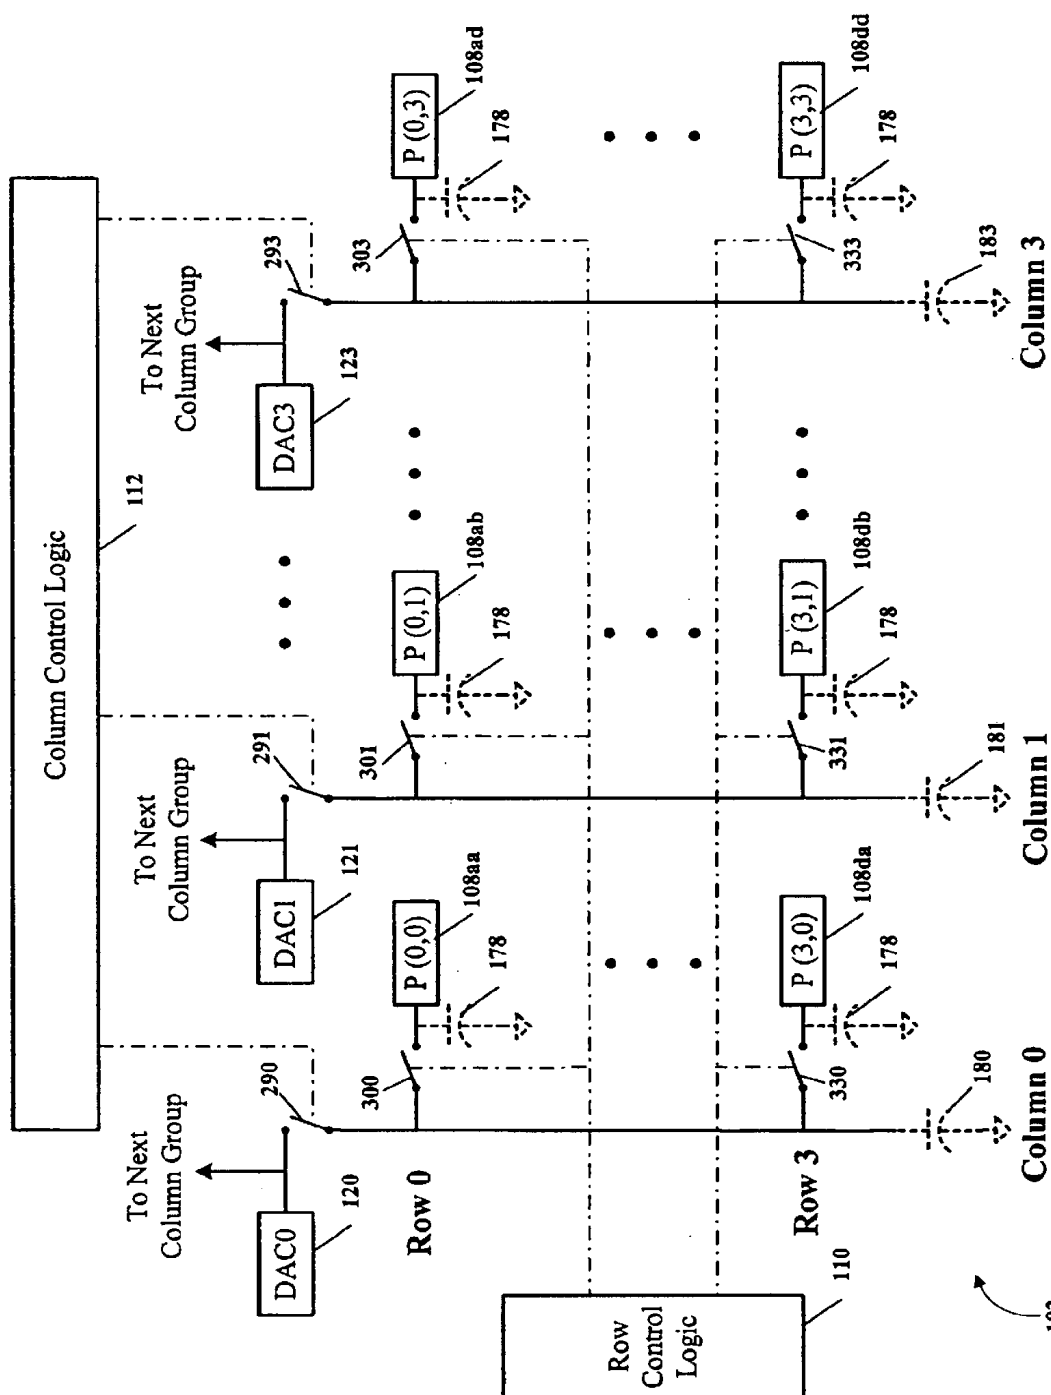 Column Control Logic
112
To Next
Column Group
To Next
Column Group
To Next
Column Group
DAC0
120
290
DAC1
121
291
DAC3
123
293
Row 0
300
P (0,0)
108aa
178
301
P (0,1)
108ab
178
303
P (0,3)
108ad
178
Row 3
330
P (3,0)
108da
178
331
P (3,1)
108db
178
333
P (3,3)
108dd
178
Row
Control
Logic
110
180
181
183
Column 0
Column 1
Column 3